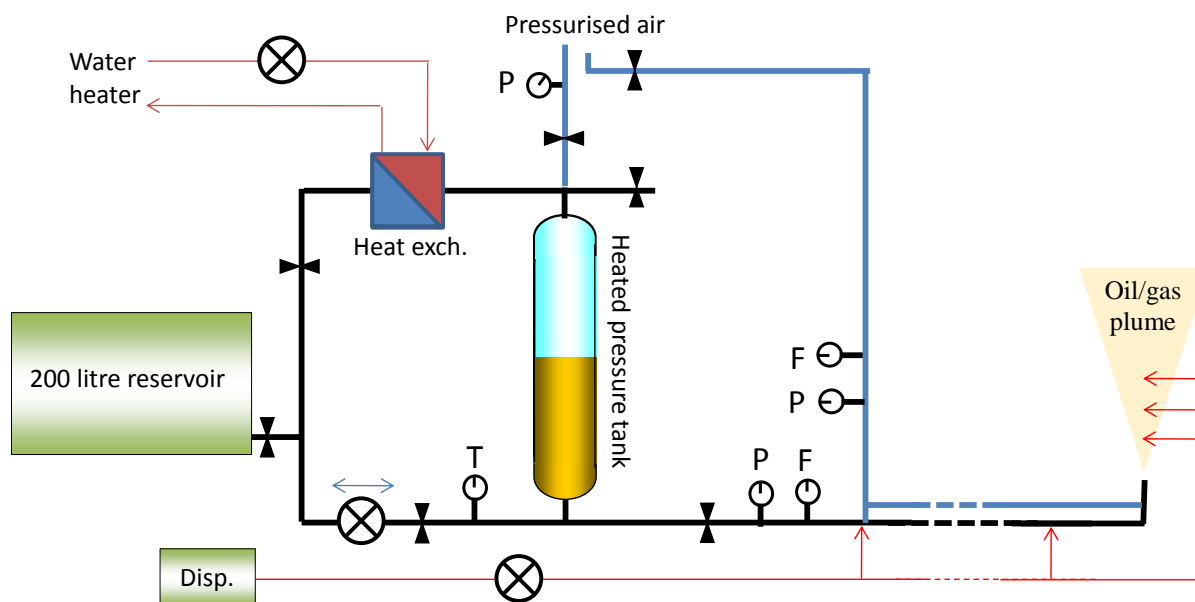 Pressurised air
Water
heater
P
Heat exch.
Heated pressure tank
Oil/gas
plume
200 litre reservoir
F
P
T
P
F
Disp.